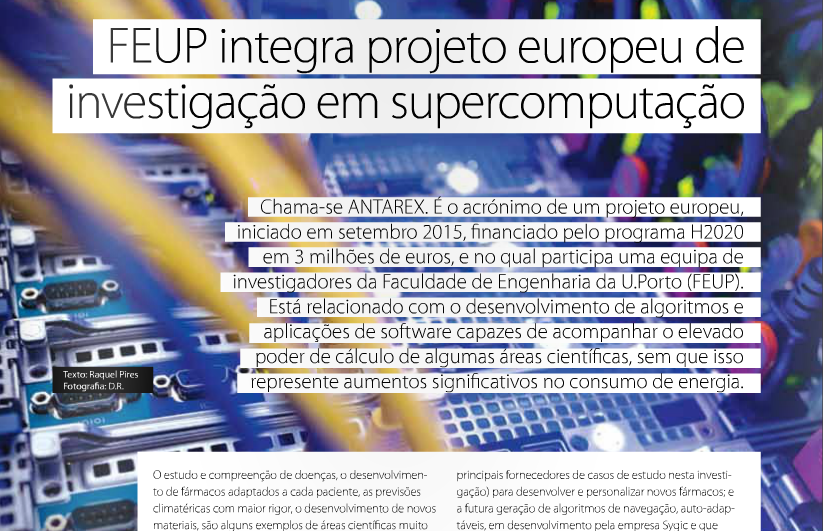 FEUP integra projeto europeu de
investigação em supercomputação
Chama-se ANTAREX. É o acrónimo de um projeto europeu,
iniciado em setembro 2015, financiado pelo programa H2020
em 3 milhões de euros, e no qual participa uma equipa de
investigadores da Faculdade de Engenharia da U.Porto (FEUP).
Está relacionado com o desenvolvimento de algoritmos e
aplicações de software capazes de acompanhar o elevado
poder de cálculo de algumas áreas científicas, sem que isso
represente aumentos significativos no consumo de energia.
Texto: Raquel Pires
Fotografia: D.R.
O estudo e compreenção de doenças, o desenvolvimen-
to de fármacos adaptados a cada paciente, as previsões
climatéricas com maior rigor, o desenvolvimento de novos
materiais, são alguns exemplos de áreas científicas muito
principais fornecedores de casos de estudo nesta investi-
gação) para desenvolver e personalizar novos fármacos; e
a futura geração de algoritmos de navegação, auto-adap-
táveis, em desenvolvimento pela empresa Sygic e que